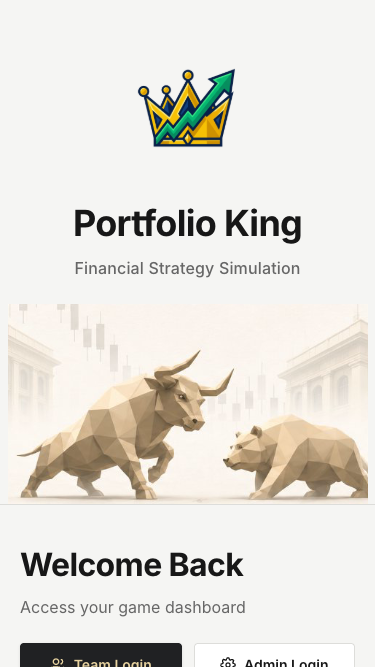 Portfolio King
Financial Strategy Simulation
Welcome Back
Access your game dashboard
Team Login
Admin Login